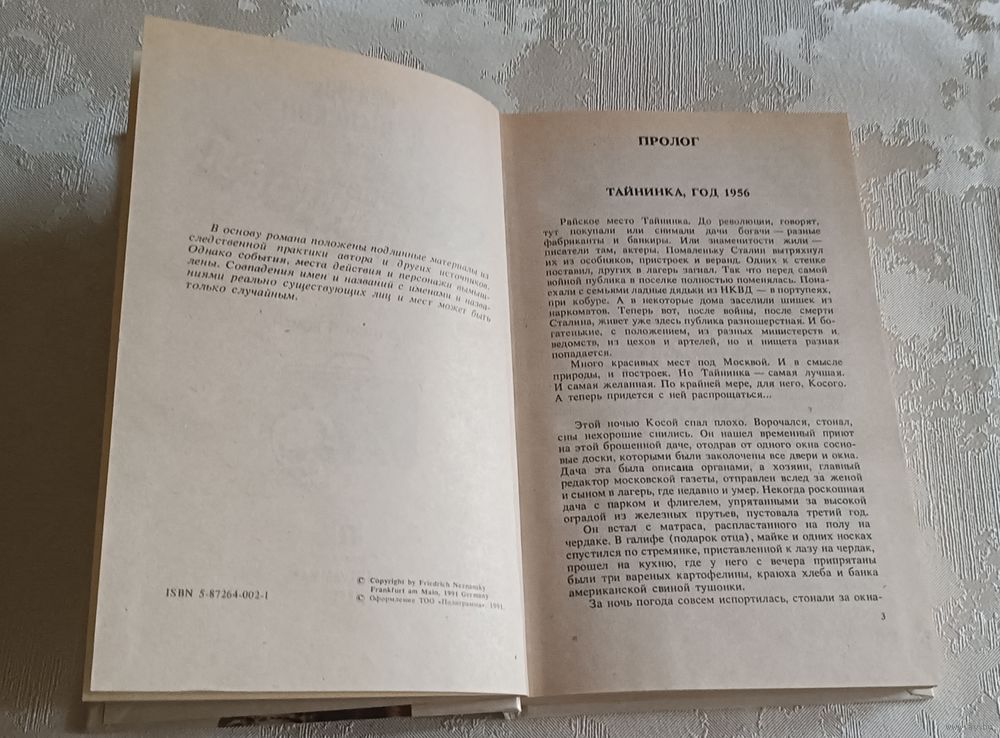 В основу романа положены подлинные материалы из
следственной практики автора и других источников.
Однако события, места действия и персонажи вымыш-
лены. Совпадения имен и названий с именами и назва-
ниями реально существующих лиц и мест может быть
только случайным.
ISBN 5-87264-002-1
© Copyright by Friedrich Neznansky
Frankfurt am Main, 1991 Germany
© Оформление ТОО «Полиграмма», 1991.
ПРОЛОГ
ТАЙНИНКА, ГОД 1956
Райское место Тайнинка. До революции, говорят,
тут покупали или снимали дачи богачи — разные
фабриканты и банкиры. Или знаменитости жили —
писатели там, актеры. Помаленьку Сталин вытряхнул
их из особняков, пристроек и веранд. Одних к стенке
поставил, других в лагерь загнал. Так что перед самой
войной публика в поселке полностью поменялась. Пона-
ехали с семьями ладные дядьки из НКВД — в портупеях,
при кобуре. А в некоторые дома заселили шишек из
наркоматов. Теперь вот, после войны, после смерти
Сталина, живет уже здесь публика разношерстная. И бо-
гатенькие, с положением, из разных министерств и
ведомств, из цехов и артелей, но и нищета разная
попадается.
Много красивых мест под Москвой. И в смысле
природы, и построек. Но Тайнинка — самая лучшая.
И самая желанная. По крайней мере, для него, Косого.
А теперь придется с ней распрощаться...
Этой ночью Косой спал плохо. Ворочался, стонал,
сны нехорошие снились. Он нашел временный приют
на этой брошенной даче, отодрав от одного окна сосно-
вые доски, которыми были заколочены все двери и окна.
Дача эта была описана органами, а хозяин, главный
редактор московской газеты, отправлен вслед за женой
и сыном в лагерь, где недавно и умер. Некогда роскошная
дача с парком и флигелем, упрятанными за высокой
оградой из железных прутьев, пустовала третий год.
Он встал с матраса, распластанного на полу на
чердаке. В галифе (подарок отца), майке и одних носках
спустился по стремянке, приставленной к лазу на чердак,
прошел на кухню, где у него с вечера припрятаны
были три вареных картофелины, краюха хлеба и банка
американской свиной тушонки.
За ночь погода совсем испортилась, стонали за окна-
3